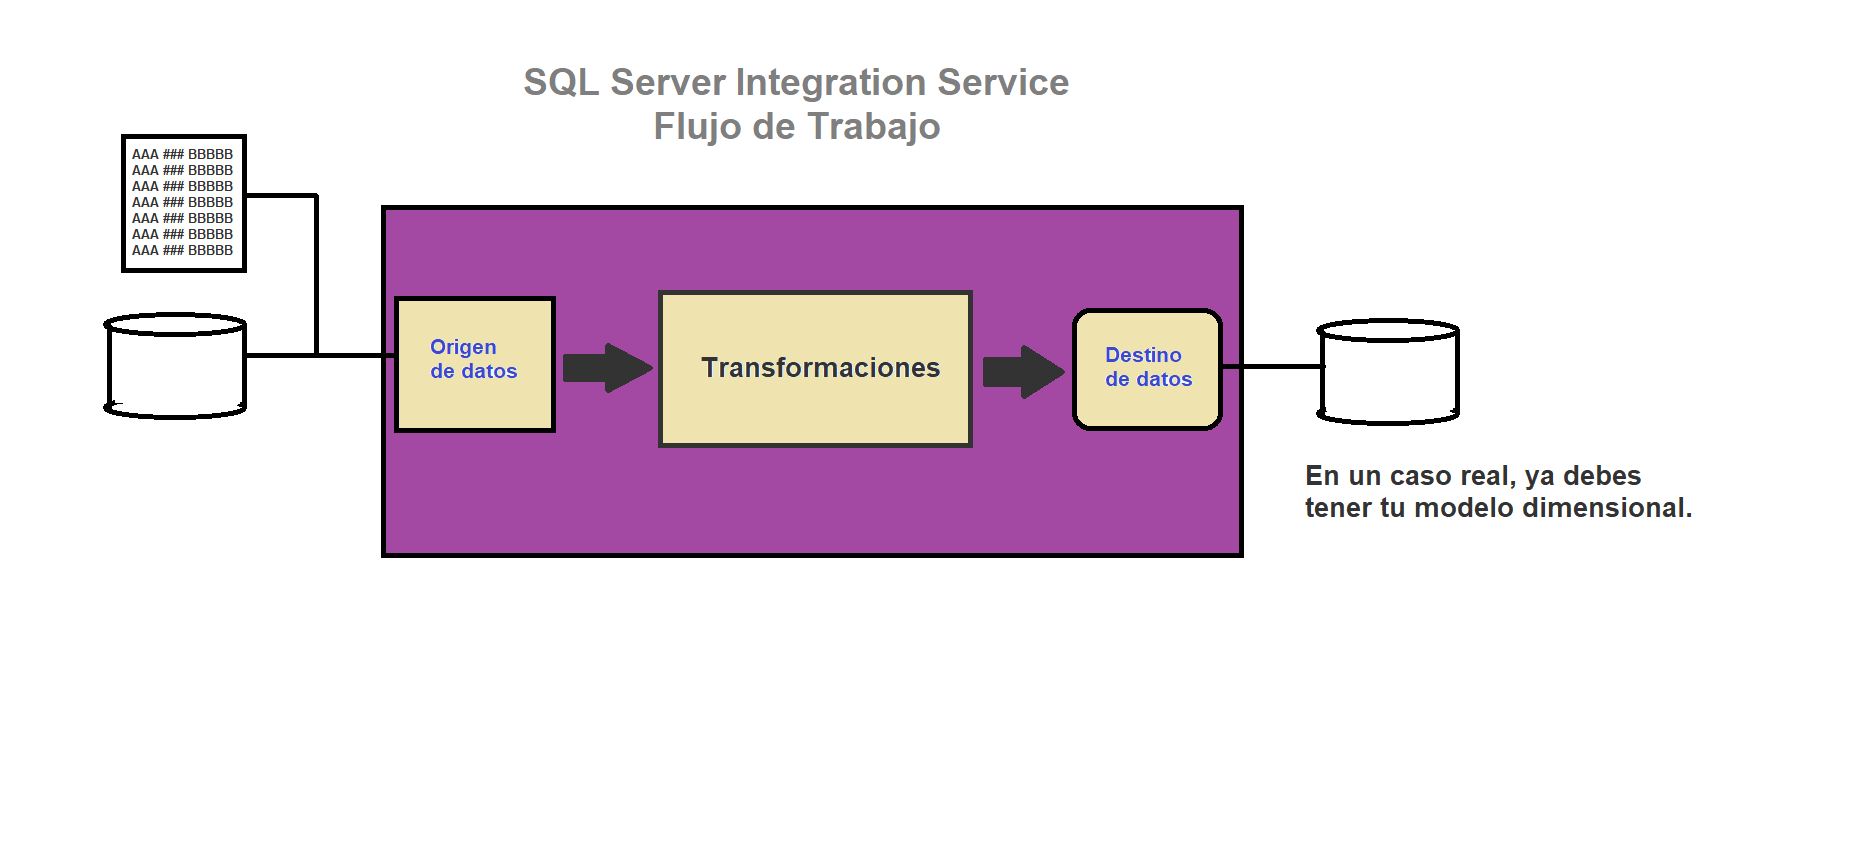 SQL Server Integration Service
Flujo de Trabajo
AAA ### BBBBB
AAA ### BBBBB
AAA ### BBBBB
AAA ### BBBBB
AAA ### BBBBB
AAA ### BBBBB
AAA ### BBBBB
Origen
de datos
Transformaciones
Destino
de datos
En un caso real, ya debes
tener tu modelo dimensional.